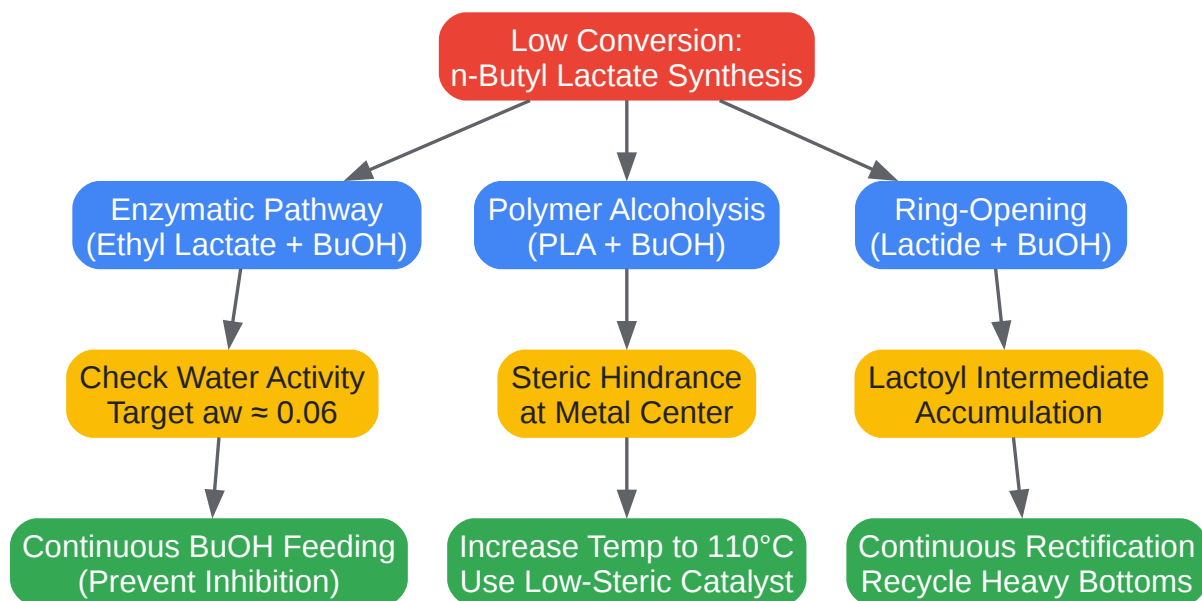 Low Conversion:
n-Butyl Lactate Synthesis
Enzymatic Pathway
(Ethyl Lactate + BuOH)
Polymer Alcoholysis
(PLA + BuOH)
Ring-Opening
(Lactide + BuOH)
Check Water Activity
Target aw ≈ 0.06
Steric Hindrance
at Metal Center
Lactoyl Intermediate
Accumulation
Continuous BuOH Feeding
(Prevent Inhibition)
Increase Temp to 110°C
Use Low-Steric Catalyst
Continuous Rectification
Recycle Heavy Bottoms